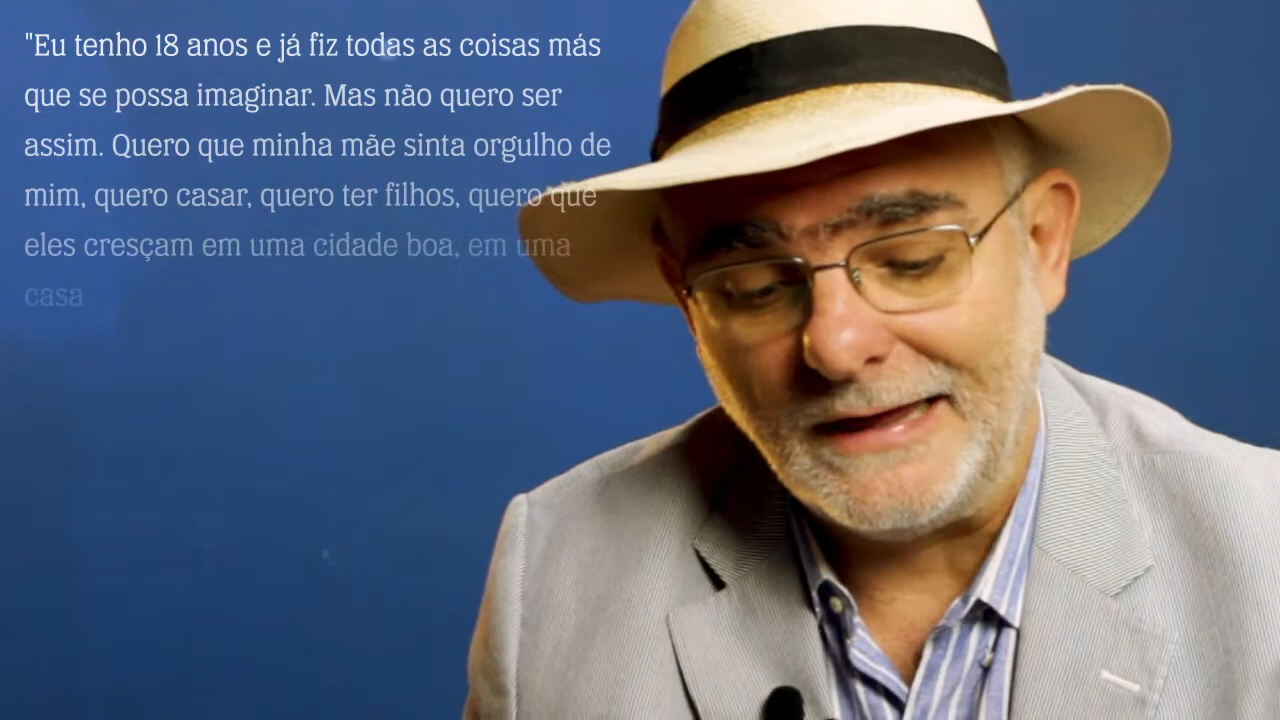 "Eu tenho 18 anos e já fiz todas as coisas más
que se possa imaginar. Mas não quero ser
assim. Quero que minha mãe sinta orgulho de
mim, quero casar, quero ter filhos, quero que
eles cresçam em uma cidade boa, em uma
casa